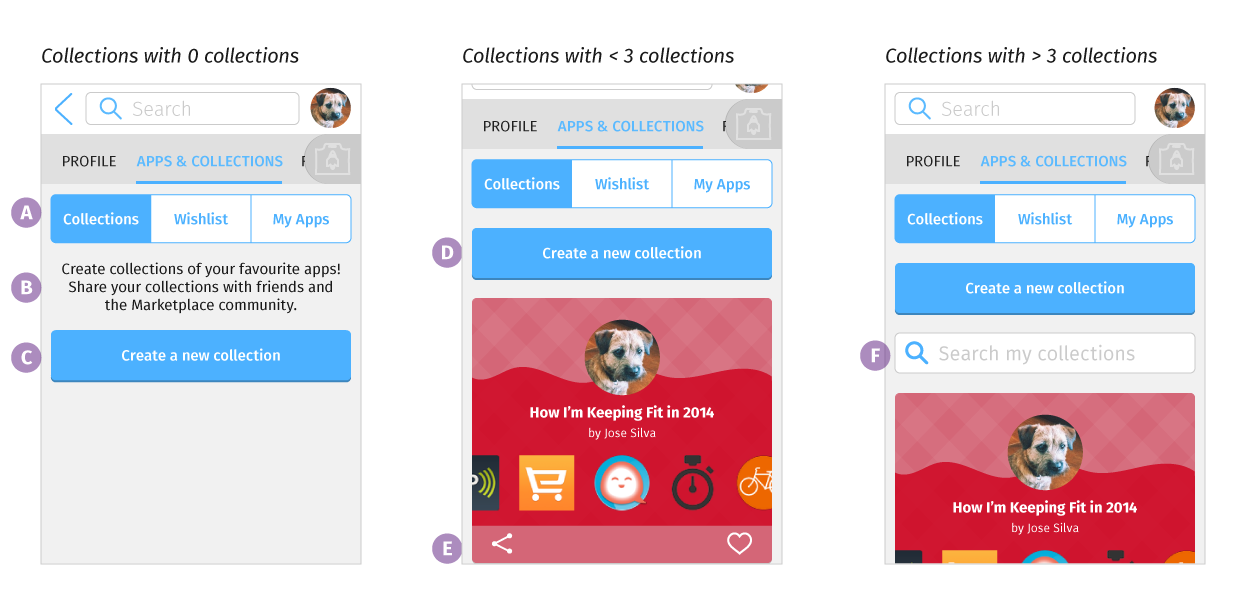 Collections with 0 collections
Search
PROFILE APPS & COLLECTIONS
A
Collections Wishlist My Apps
B
Create collections of your favourite apps!
Share your collections with friends and
the Marketplace community.
C
Create a new collection
Collections with < 3 collections
PROFILE APPS & COLLECTIONS
Collections Wishlist My Apps
D
Create a new collection
How I'm Keeping Fit in 2014
by Jose Silva
E
Collections with > 3 collections
Search
PROFILE APPS & COLLECTIONS
Collections Wishlist My Apps
Create a new collection
F
Search my collections
How I'm Keeping Fit in 2014
by Jose Silva